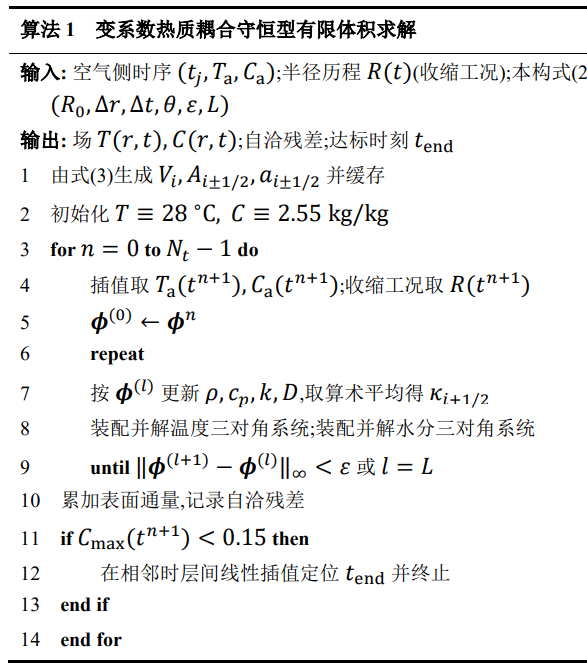 算法 1 变系数热质耦合守恒型有限体积求解
输入: 空气侧时序 (t_j, T_a, C_a);半径历程 R(t)(收缩工况);本构式(2
(R_0, Δr, Δt, θ, ε, L)
输出: 场 T(r, t), C(r, t);自洽残差;达标时刻 t_end
1 由式(3)生成 V_i, A_{i±1/2}, a_{i±1/2} 并缓存
2 初始化 T ≡ 28 °C, C ≡ 2.55 kg/kg
3 for n = 0 to N_t − 1 do
4 插值取 T_a(t^{n+1}), C_a(t^{n+1});收缩工况取 R(t^{n+1})
5 ϕ^{(0)} ← ϕ^n
6 repeat
7 按 ϕ^{(l)} 更新 ρ, c_p, k, D,取算术平均得 κ_{i+1/2}
8 装配并解温度三对角系统;装配并解水分三对角系统
9 until ‖ϕ^{(l+1)} − ϕ^{(l)}‖_∞ < ε 或 l = L
10 累加表面通量,记录自洽残差
11 if C_max(t^{n+1}) < 0.15 then
12 在相邻时层间线性插值定位 t_end 并终止
13 end if
14 end for